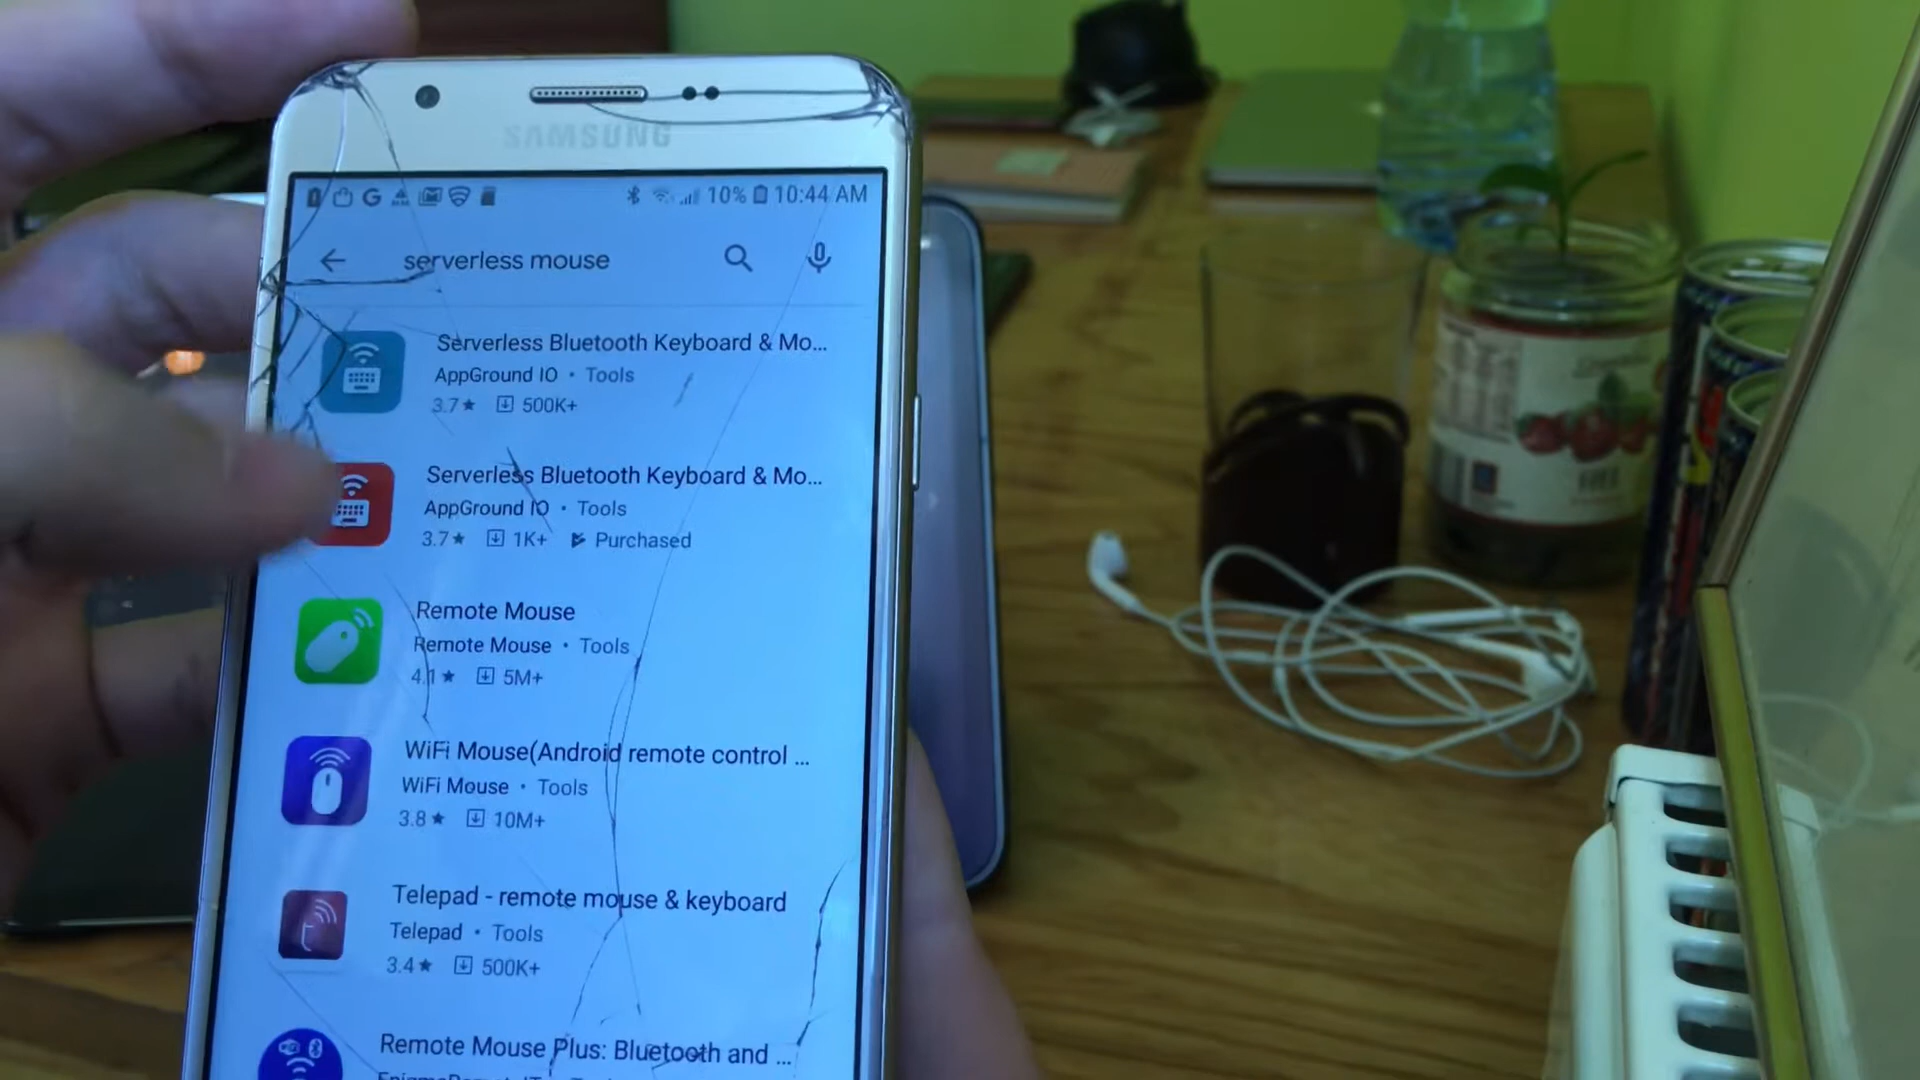 SAMSUNG
10% 10:44 AM
serverless mouse
Serverless Bluetooth Keyboard & Mo...
AppGround IO • Tools
3.7★ 500K+
Serverless Bluetooth Keyboard & Mo...
AppGround IO • Tools
3.7★ 1K+ Purchased
Remote Mouse
Remote Mouse • Tools
4.1★ 5M+
WiFi Mouse(Android remote control ...
WiFi Mouse • Tools
3.8★ 10M+
Telepad - remote mouse & keyboard
Telepad • Tools
3.4★ 500K+
Remote Mouse Plus: Bluetooth and ...